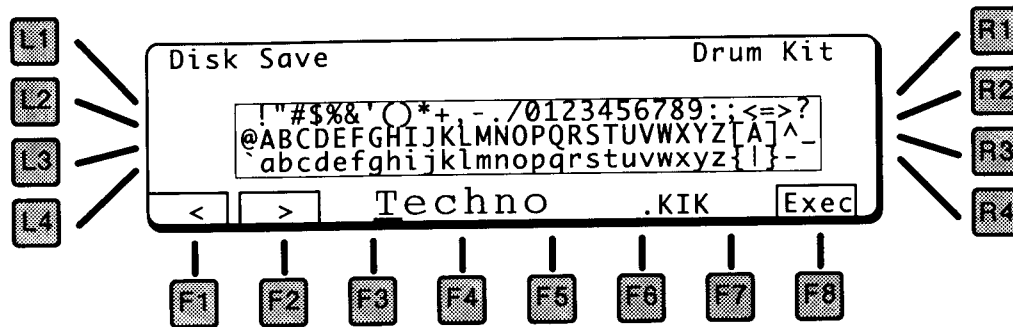 Disk Save Drum Kit
!"#$%&'()*+,-./0123456789:;<=>?
@ABCDEFGHIJKLMNOPQRSTUVWXYZ[A]^_
`abcdefghijklmnopqrstuvwxyz{|}-
< > Techno .KIK Exec
L1
L2
L3
L4
R1
R2
R3
R4
F1 F2 F3 F4 F5 F6 F7 F8